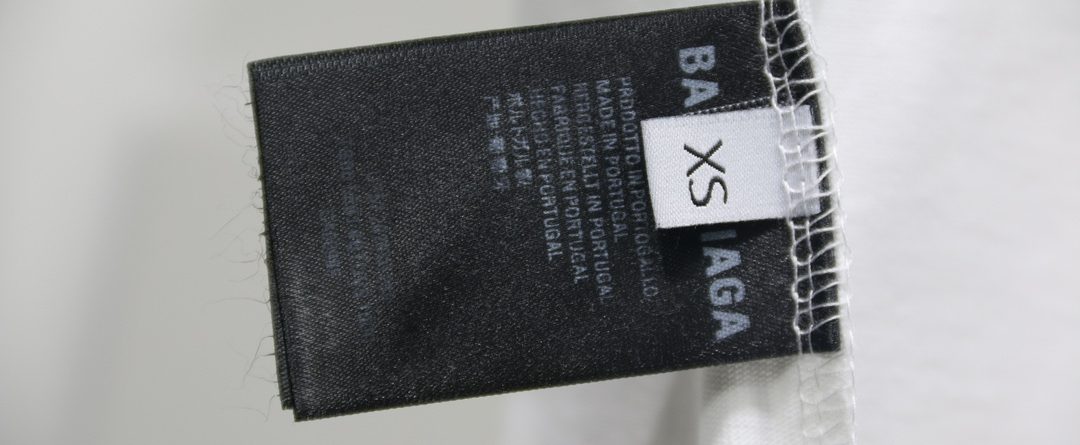 BA IAGA
XS
PRODOTTO IN PORTOGALLO
MADE IN PORTUGAL
HERGESTELLT IN PORTUGAL
FABRIQUE EN PORTUGAL
HECHO EN PORTUGAL
ポルトガル製
产地:葡萄牙